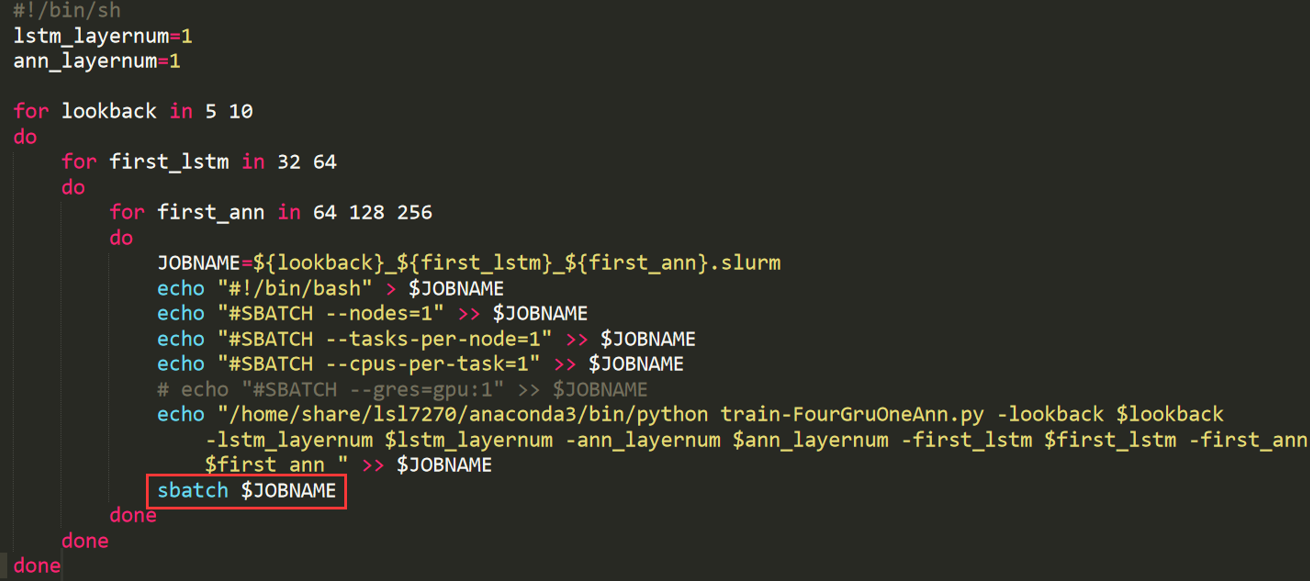 #!/bin/sh
lstm_layernum=1
ann_layernum=1
for lookback in 5 10
do
for first_lstm in 32 64
do
for first_ann in 64 128 256
do
JOBNAME=${lookback}_${first_lstm}_${first_ann}.slurm
echo "#!/bin/bash" > $JOBNAME
echo "#SBATCH --nodes=1" >> $JOBNAME
echo "#SBATCH --tasks-per-node=1" >> $JOBNAME
echo "#SBATCH --cpus-per-task=1" >> $JOBNAME
# echo "#SBATCH --gres=gpu:1" >> $JOBNAME
echo "/home/share/lsl7270/anaconda3/bin/python train-FourGruOneAnn.py -lookback $lookback
-lstm_layernum $lstm_layernum -ann_layernum $ann_layernum -first_lstm $first_lstm -first_ann
$first_ann " >> $JOBNAME
sbatch $JOBNAME
done
done
done